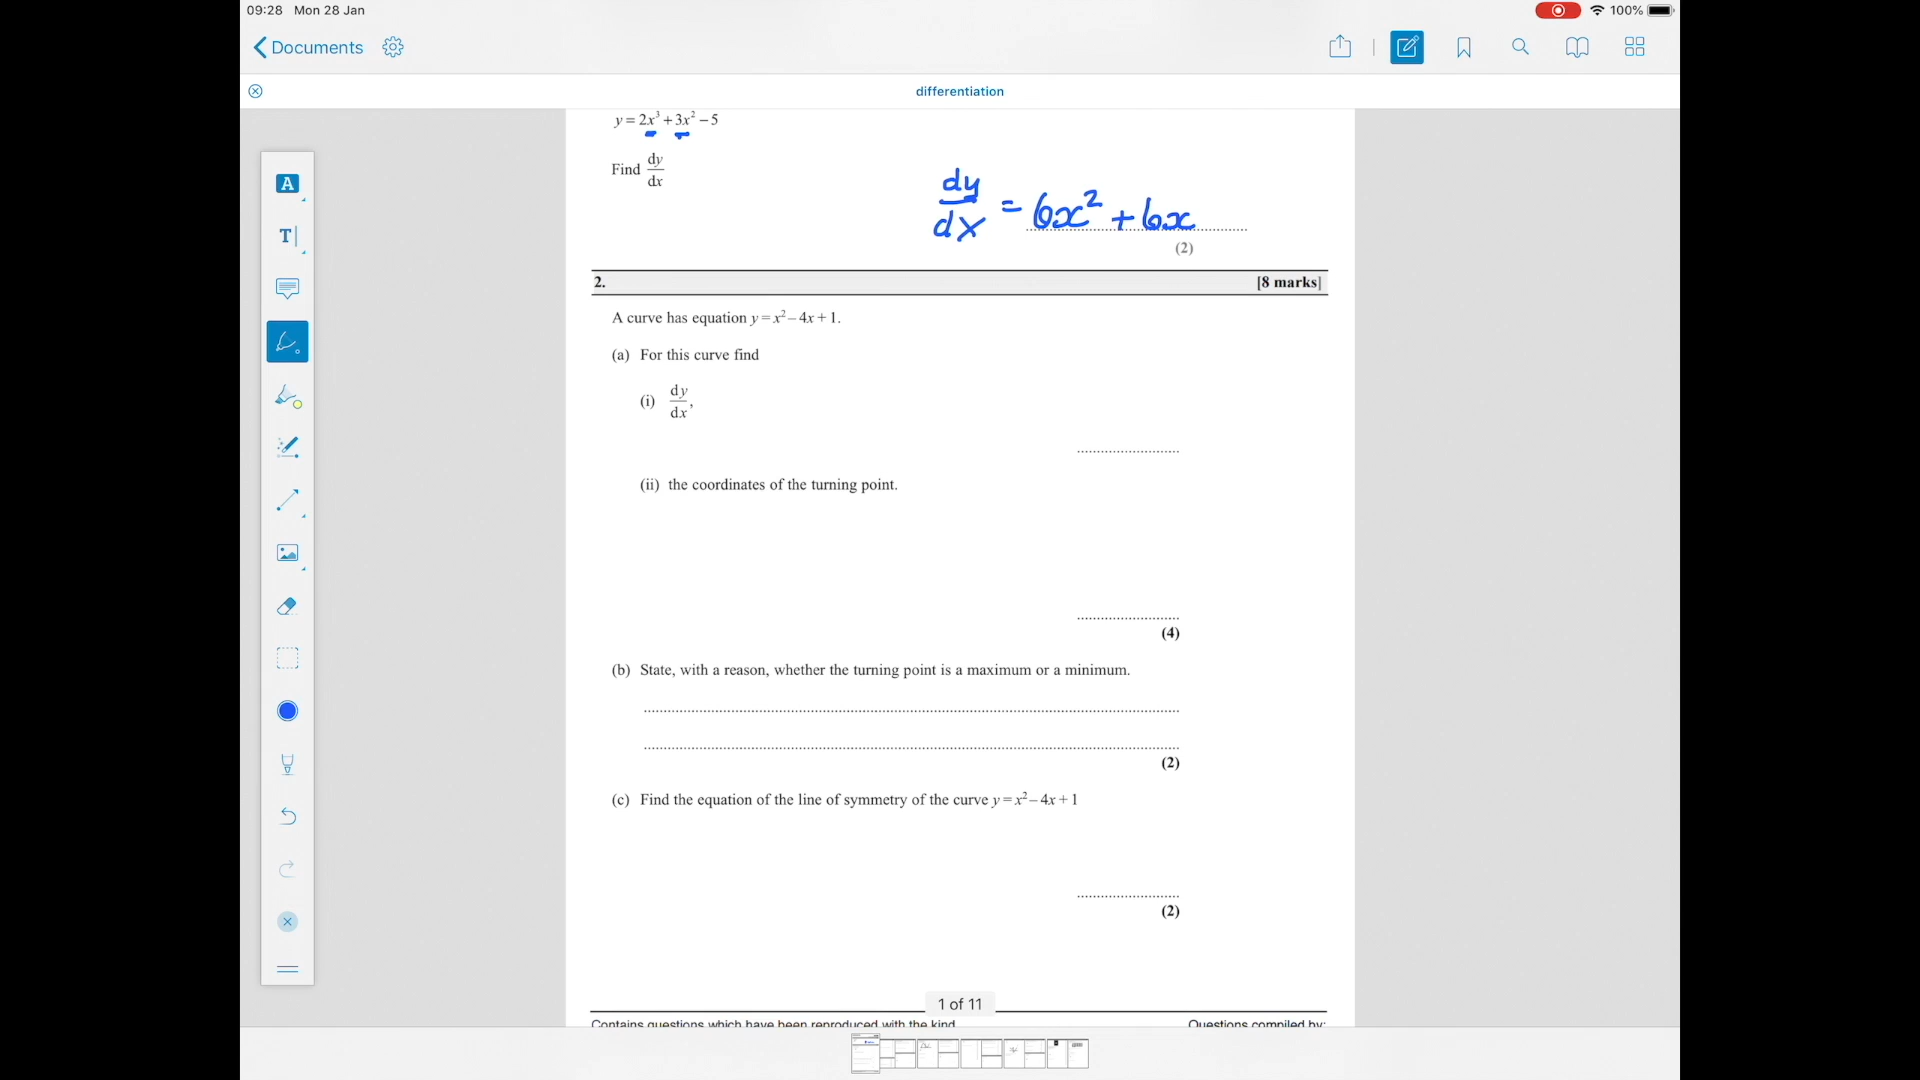 09:28 Mon 28 Jan
100%
Documents
differentiation
y = 2x³ + 3x² – 5
Find dy/dx
dy/dx = 6x² + 6x
(2)
2. [8 marks]
A curve has equation y = x² – 4x + 1.
(a) For this curve find
(i) dy/dx,
(ii) the coordinates of the turning point.
(4)
(b) State, with a reason, whether the turning point is a maximum or a minimum.
(2)
(c) Find the equation of the line of symmetry of the curve y = x² – 4x + 1
(2)
1 of 11
Contains questions which have been reproduced with the kind
Questions compiled by: